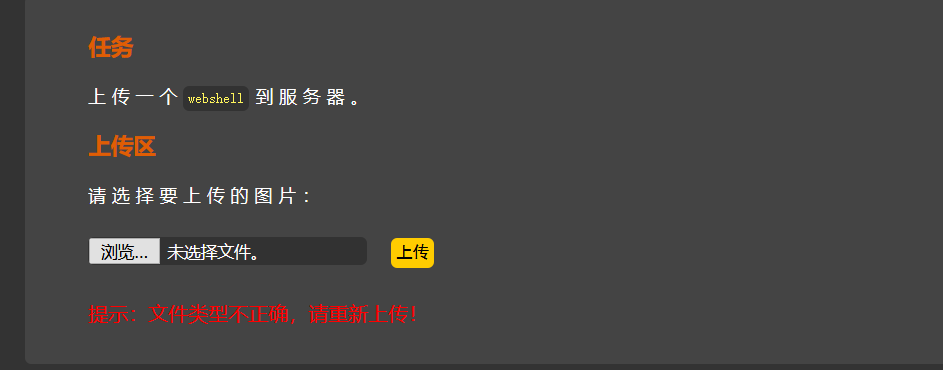 任务
上传一个 webshell 到服务器。
上传区
请选择要上传的图片：
浏览... 未选择文件。 上传
提示：文件类型不正确，请重新上传！